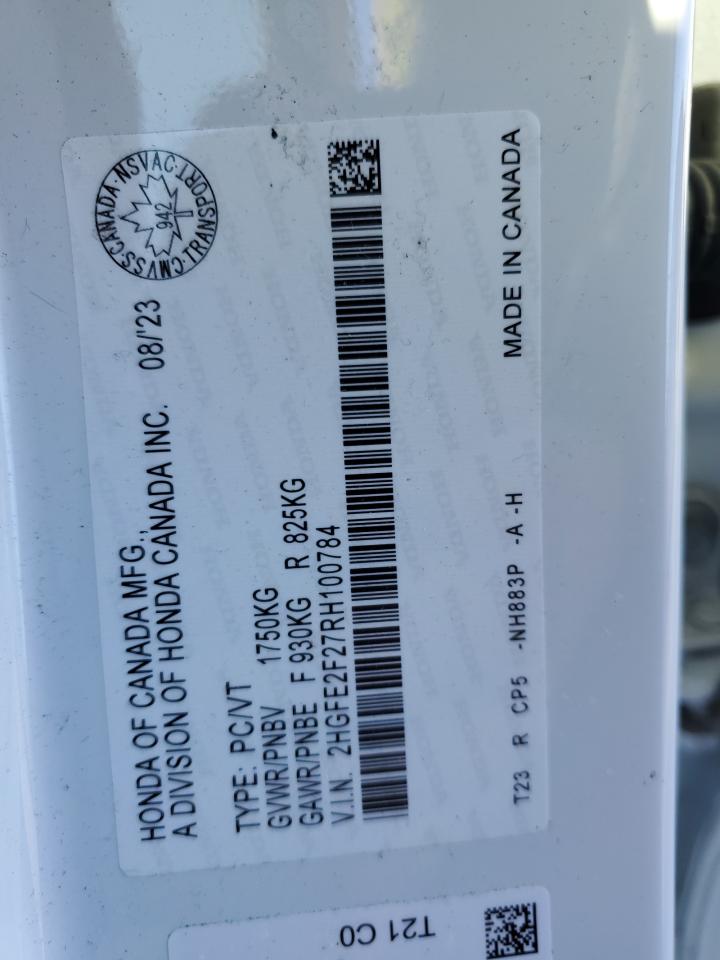 HONDA OF CANADA MFG.,
A DIVISION OF HONDA CANADA INC. 08/'23
CMVSS·CANADA·NSVAC·TRANSPORT·
942
TYPE: PC/VT
GVWR/PNBV 1750KG
GAWR/PNBE F 930KG R 825KG
V.I.N. 2HGFE2F27RH100784
T23 R CP5 -NH883P -A-H MADE IN CANADA
T21 C0